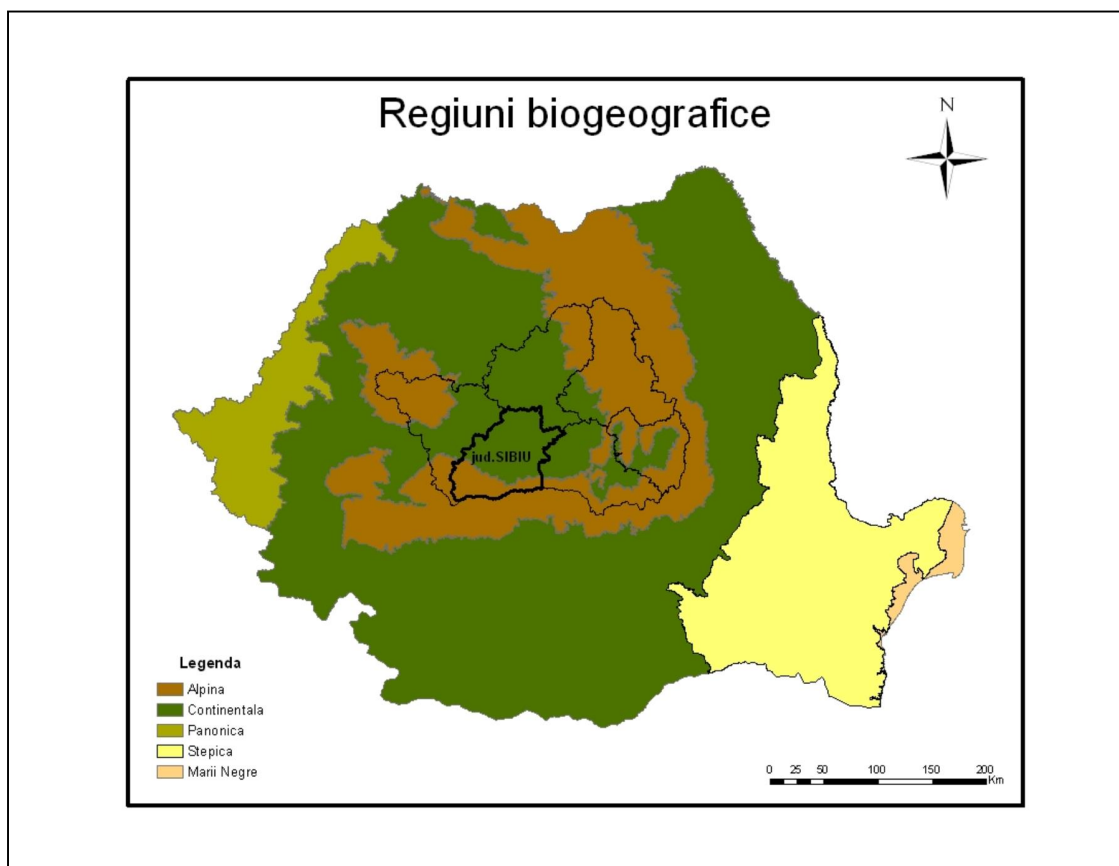 Regiuni biogeografice
N
jud.SIBIU
Legenda
Alpina
Continentala
Panonica
Stepica
Marii Negre
0 25 50 100 150 200
Km